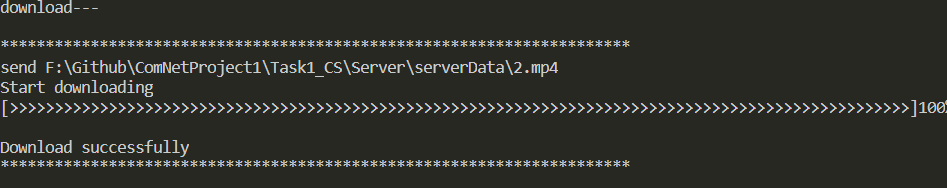 download---
**********************************************************************
send F:\Github\ComNetProject1\Task1_CS\Server\serverData\2.mp4
Start downloading
[>>>>>>>>>>>>>>>>>>>>>>>>>>>>>>>>>>>>>>>>>>>>>>>>>>>>>>>>>>>>>>>>>>>>>>>>>>>>>>>>>>>>>>>>>>>>>>>>>>>>]100%
Download successfully
**********************************************************************